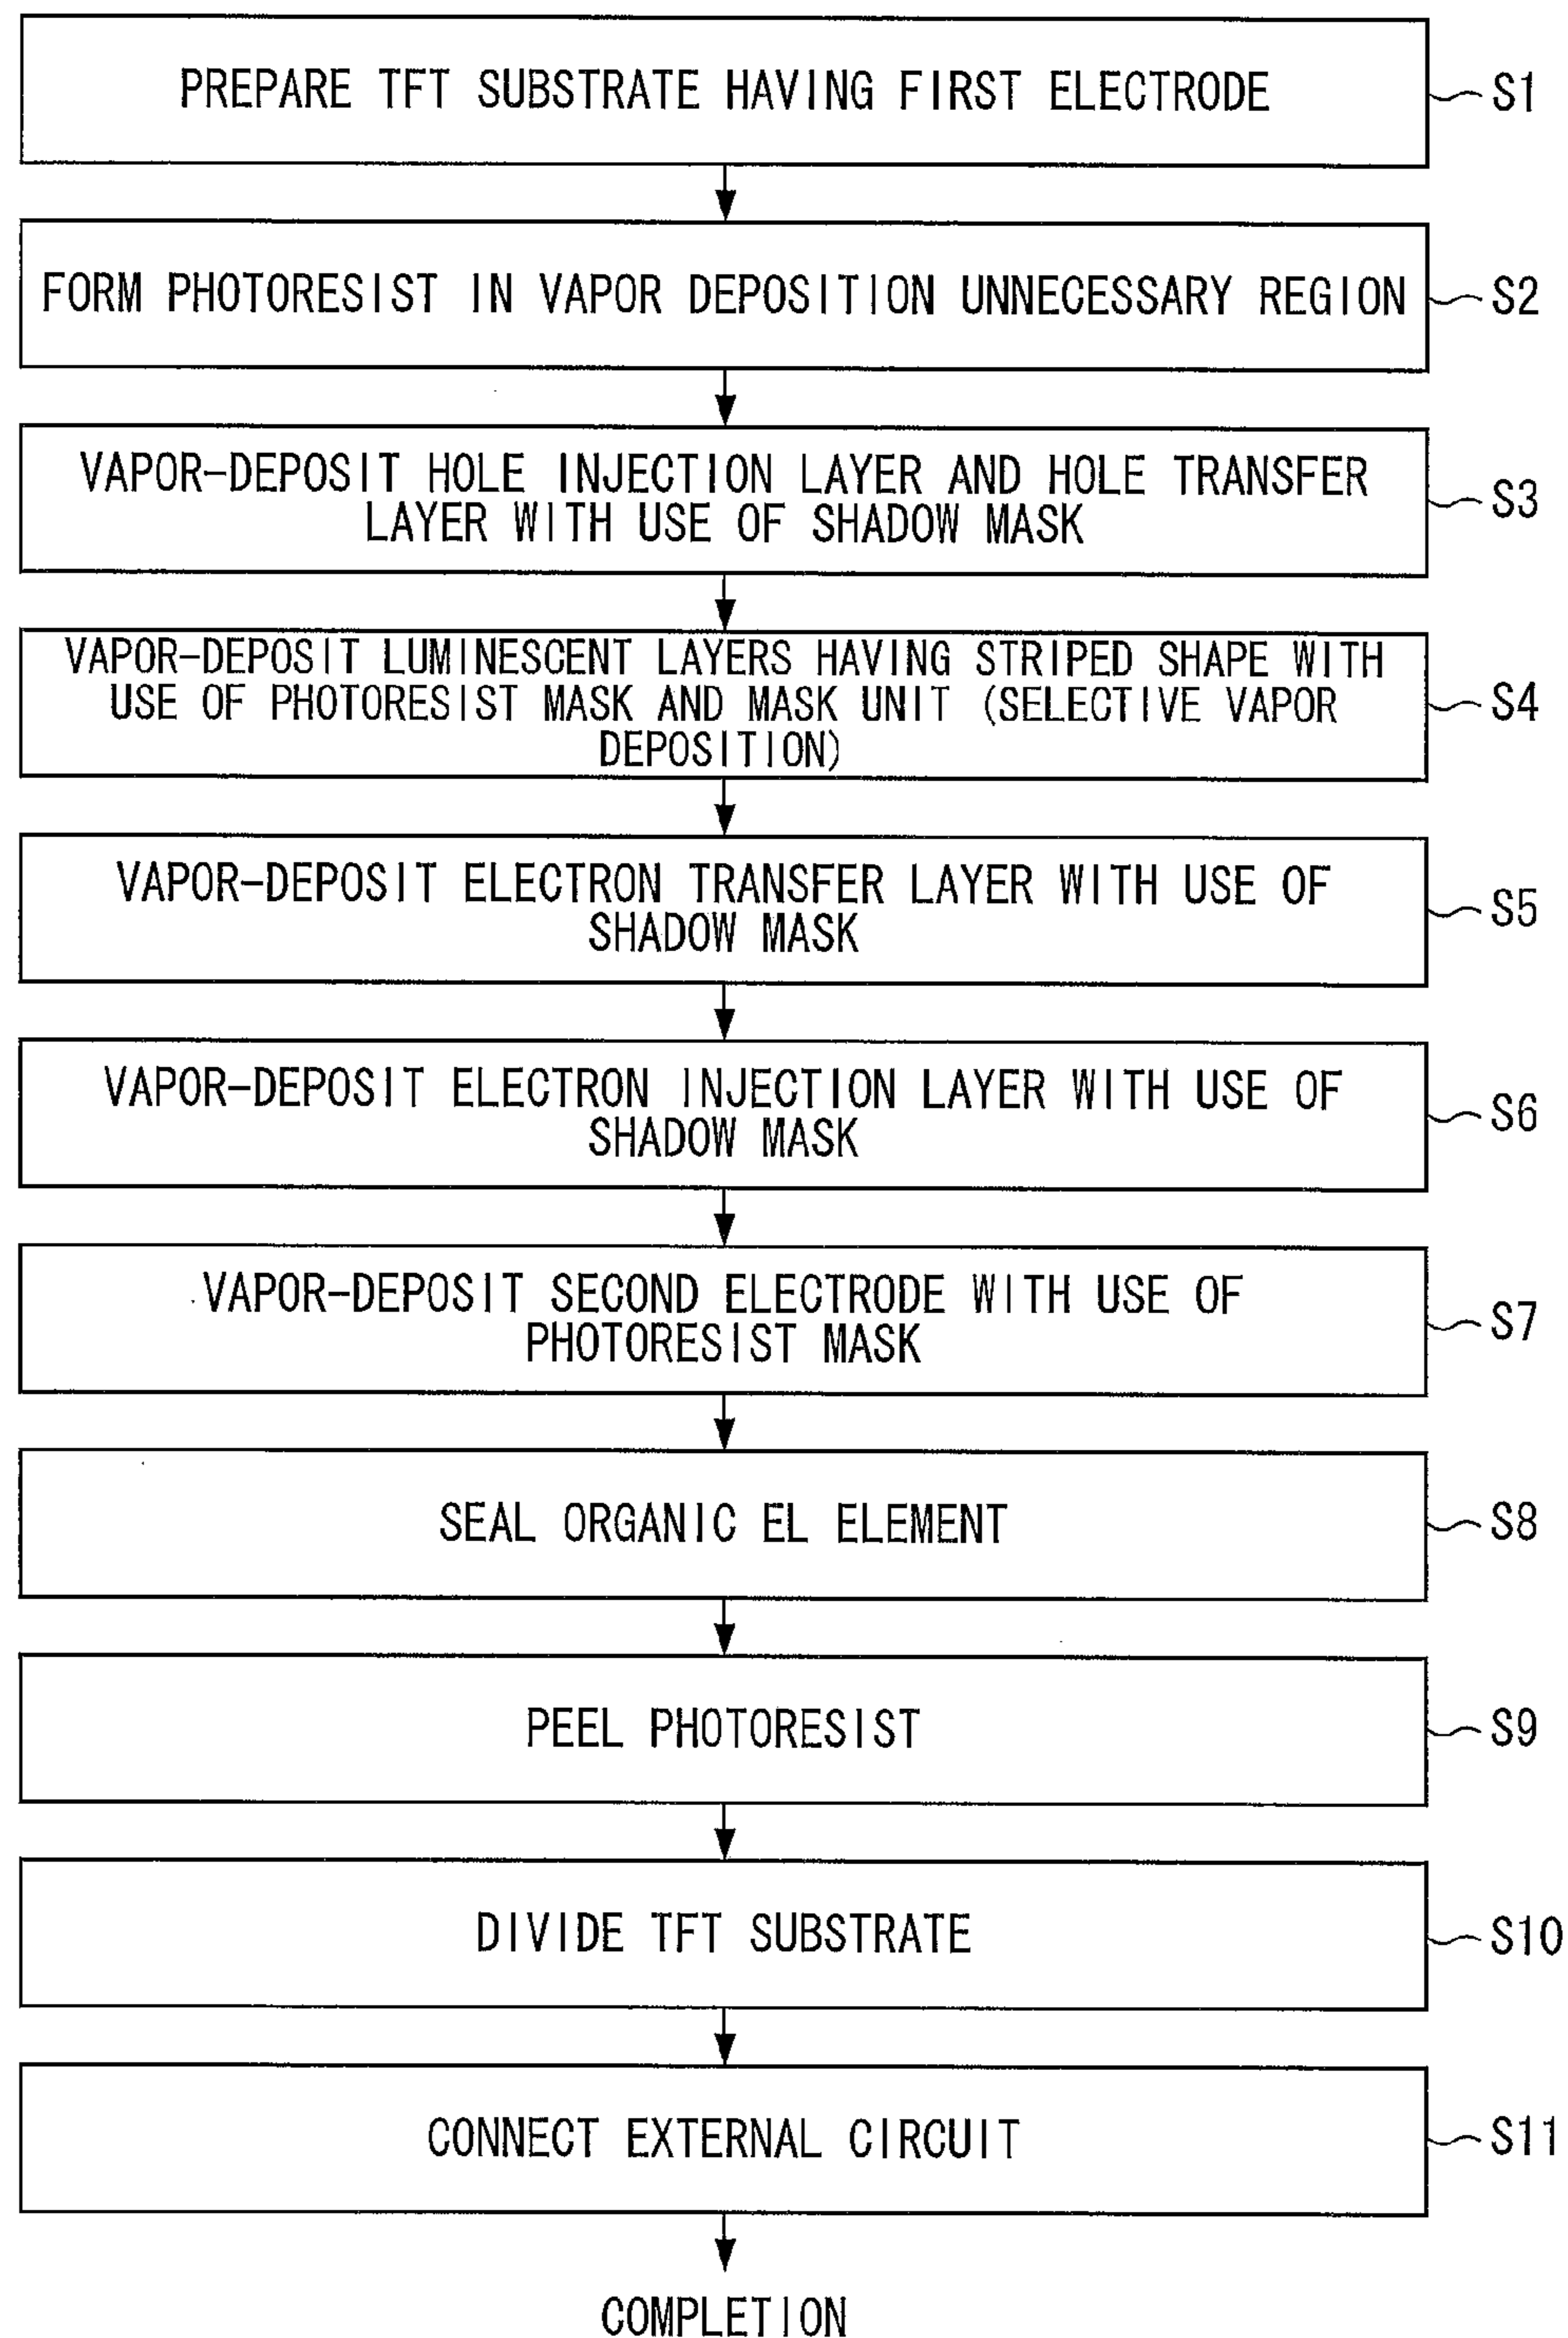 PREPARE TFT SUBSTRATE HAVING FIRST ELECTRODE
S1
FORM PHOTORESIST IN VAPOR DEPOSITION UNNECESSARY REGION
S2
VAPOR-DEPOSIT HOLE INJECTION LAYER AND HOLE TRANSFER
LAYER WITH USE OF SHADOW MASK
S3
VAPOR-DEPOSIT LUMINESCENT LAYERS HAVING STRIPED SHAPE WITH
USE OF PHOTORESIST MASK AND MASK UNIT (SELECTIVE VAPOR
DEPOSITION)
S4
VAPOR-DEPOSIT ELECTRON TRANSFER LAYER WITH USE OF
SHADOW MASK
S5
VAPOR-DEPOSIT ELECTRON INJECTION LAYER WITH USE OF
SHADOW MASK
S6
VAPOR-DEPOSIT SECOND ELECTRODE WITH USE OF
PHOTORESIST MASK
S7
SEAL ORGANIC EL ELEMENT
S8
PEEL PHOTORESIST
S9
DIVIDE TFT SUBSTRATE
S10
CONNECT EXTERNAL CIRCUIT
S11
COMPLETION